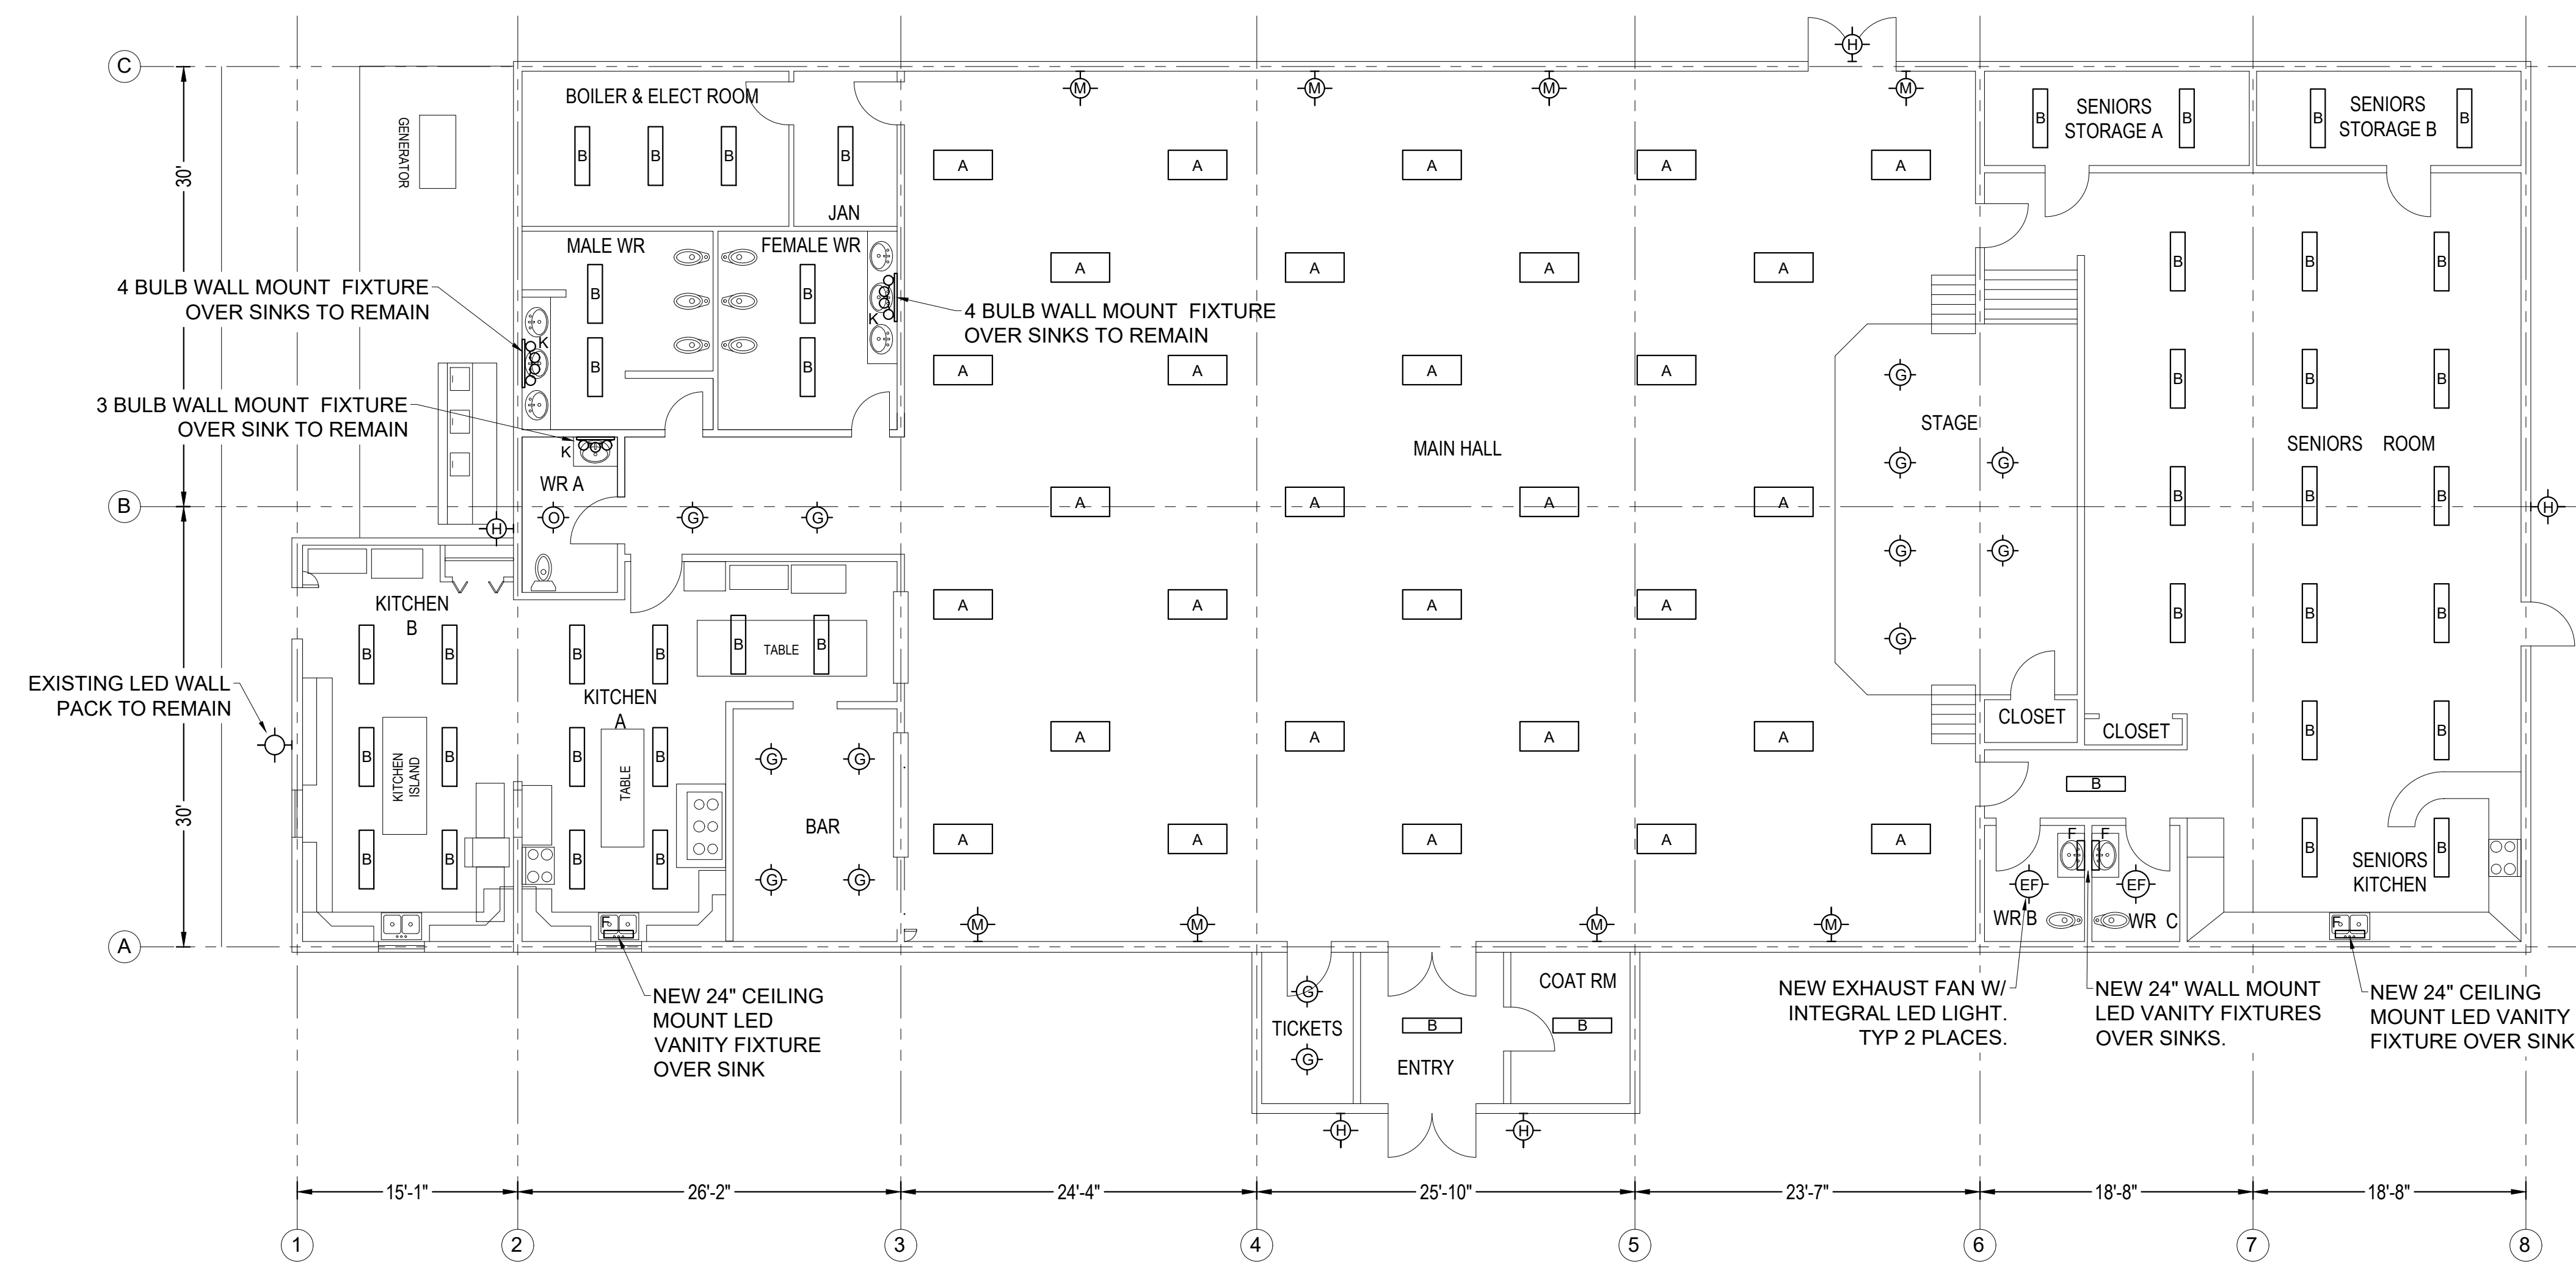 C
H
M
M
M
M
BOILER & ELECT ROOM
B
B
B
B
JAN
GENERATOR
30'
SENIORS
STORAGE A
B
B
SENIORS
STORAGE B
B
B
A
A
A
A
A
MALE WR
FEMALE WR
B
B
B
B
K
K
4 BULB WALL MOUNT FIXTURE
OVER SINKS TO REMAIN
4 BULB WALL MOUNT FIXTURE
OVER SINKS TO REMAIN
A
A
A
A
B
B
B
A
A
A
A
G
B
B
B
3 BULB WALL MOUNT FIXTURE
OVER SINK TO REMAIN
K
WR A
MAIN HALL
STAGE
SENIORS ROOM
G
G
B
H
O
G
G
A
A
A
A
B
B
B
H
G
G
KITCHEN
B
A
A
A
A
B
B
B
G
B
B
B
B
B
TABLE
B
EXISTING LED WALL
PACK TO REMAIN
KITCHEN
A
30'
B
B
KITCHEN
ISLAND
B
B
TABLE
G
G
A
A
A
A
CLOSET
CLOSET
B
B
B
BAR
B
B
B
B
G
G
A
A
A
A
A
F
F
B
B
SENIORS
KITCHEN
EF
EF
WR B
WR C
A
F
M
M
M
M
F
NEW 24" CEILING
MOUNT LED
VANITY FIXTURE
OVER SINK
G
TICKETS
G
B
ENTRY
COAT RM
B
NEW EXHAUST FAN W/
INTEGRAL LED LIGHT.
TYP 2 PLACES.
NEW 24" WALL MOUNT
LED VANITY FIXTURES
OVER SINKS.
NEW 24" CEILING
MOUNT LED VANITY
FIXTURE OVER SINK
H
H
15'-1"
26'-2"
24'-4"
25'-10"
23'-7"
18'-8"
18'-8"
1
2
3
4
5
6
7
8